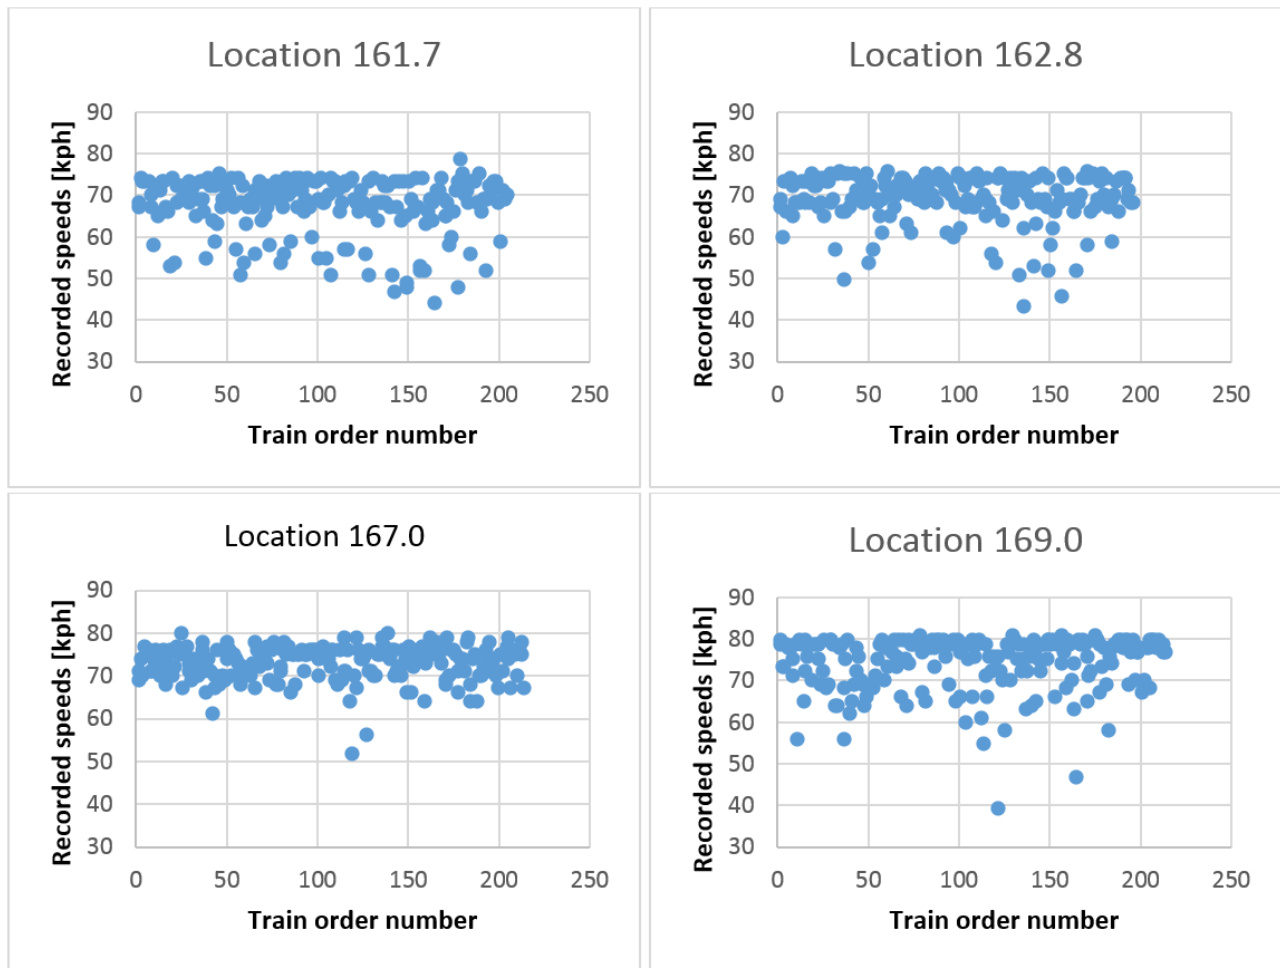 Location 161.7
Recorded speeds [kph]
90
80
70
60
50
40
30
0 50 100 150 200 250
Train order number
Location 162.8
Recorded speeds [kph]
90
80
70
60
50
40
30
0 50 100 150 200 250
Train order number
Location 167.0
Recorded speeds [kph]
90
80
70
60
50
40
30
0 50 100 150 200 250
Train order number
Location 169.0
Recorded speeds [kph]
90
80
70
60
50
40
30
0 50 100 150 200 250
Train order number